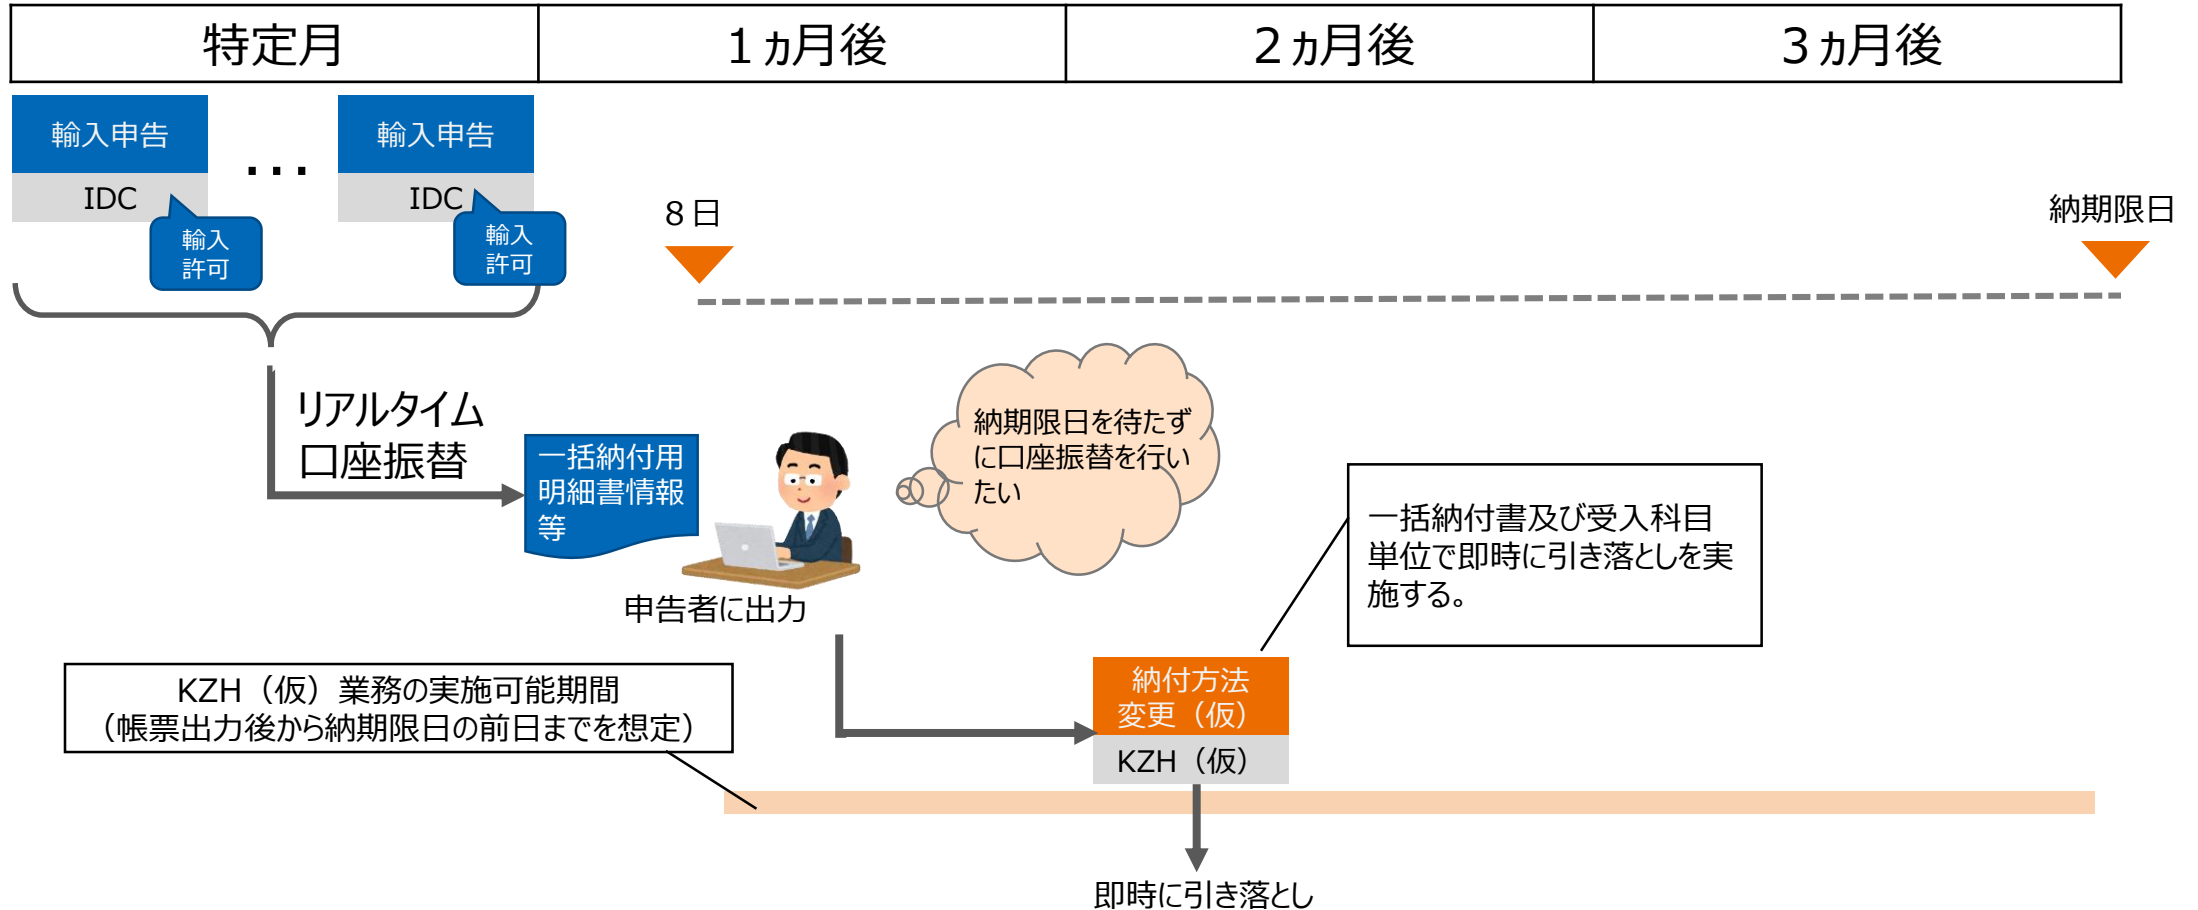 特定月
１ヵ月後
２ヵ月後
３ヵ月後
輸入申告
IDC
輸入
許可
…
輸入申告
IDC
輸入
許可
８日
納期限日
リアルタイム
口座振替
一括納付用
明細書情報
等
申告者に出力
納期限日を待たず
に口座振替を行い
たい
一括納付書及び受入科目
単位で即時に引き落としを実
施する。
KZH（仮）業務の実施可能期間
（帳票出力後から納期限日の前日までを想定）
納付方法
変更（仮）
KZH（仮）
即時に引き落とし